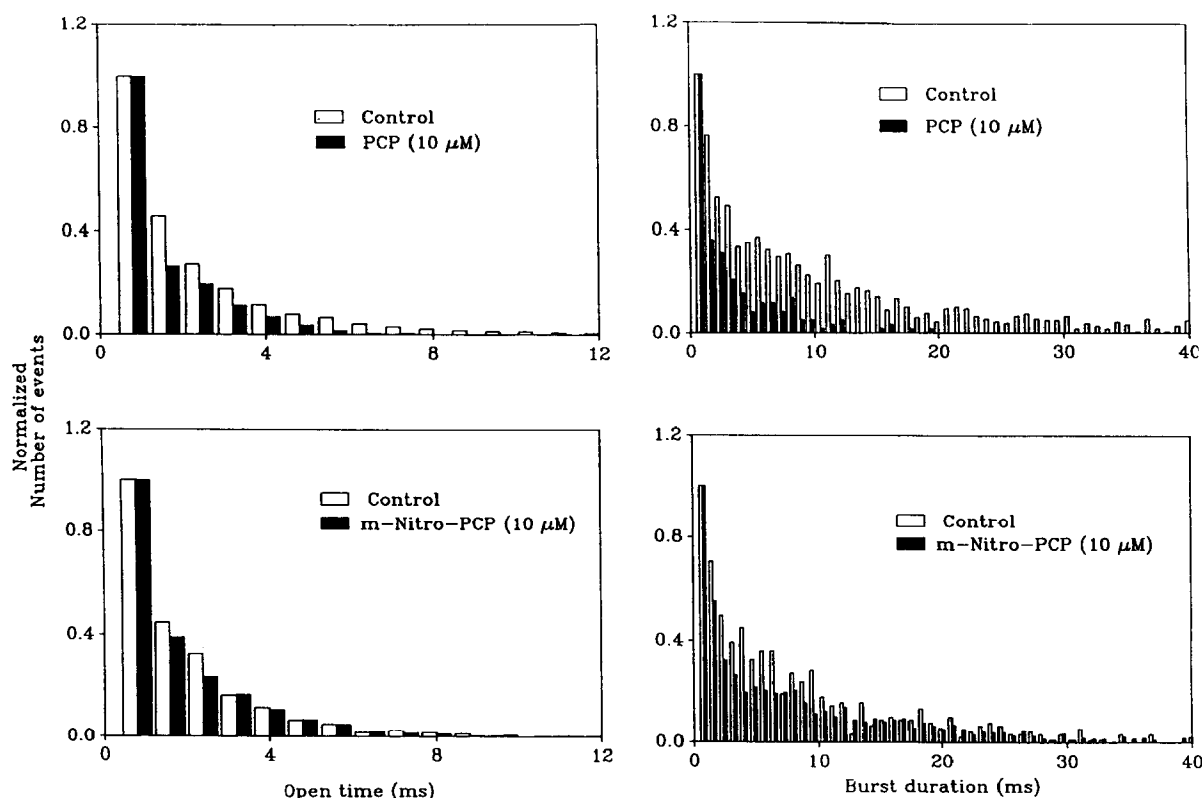 1.2
0.8
0.4
0.0
0 4 8 12
Control
PCP (10 μM)
1.2
0.8
0.4
0.0
0 10 20 30 40
Control
PCP (10 μM)
Normalized
Number of events
1.2
0.8
0.4
0.0
0 4 8 12
Control
m-Nitro-PCP (10 μM)
Open time (ms)
1.2
0.8
0.4
0.0
0 10 20 30 40
Control
m-Nitro-PCP (10 μM)
Burst duration (ms)